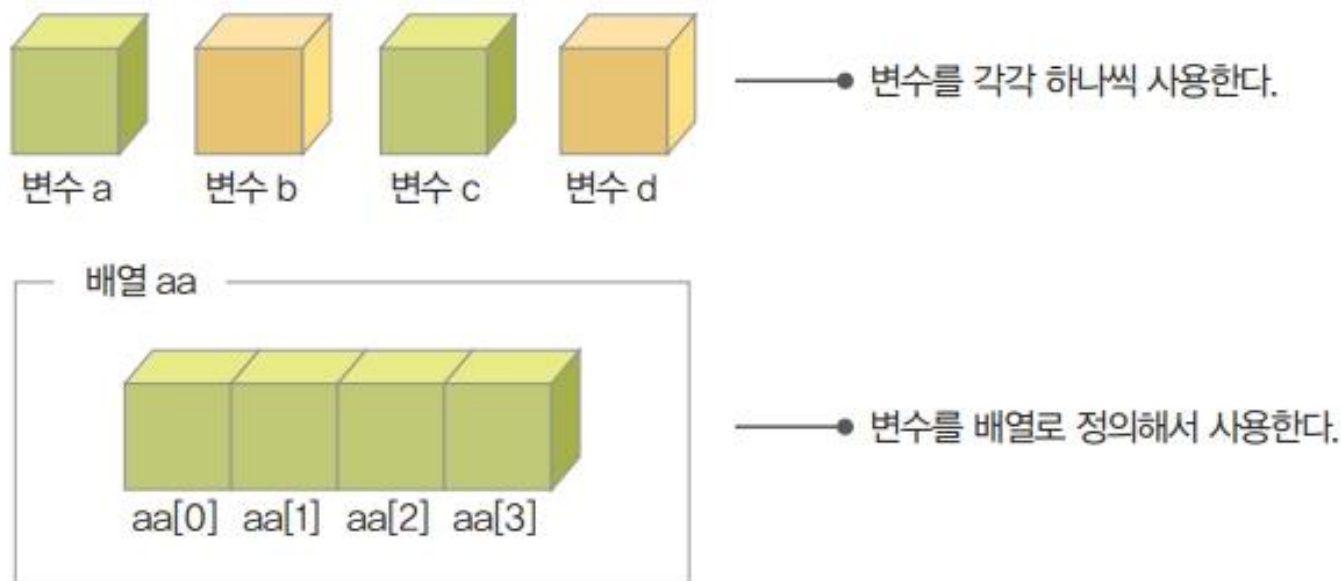 변수를 각각 하나씩 사용한다.
변수 a 변수 b 변수 c 변수 d
배열 aa
변수를 배열로 정의해서 사용한다.
aa[0] aa[1] aa[2] aa[3]